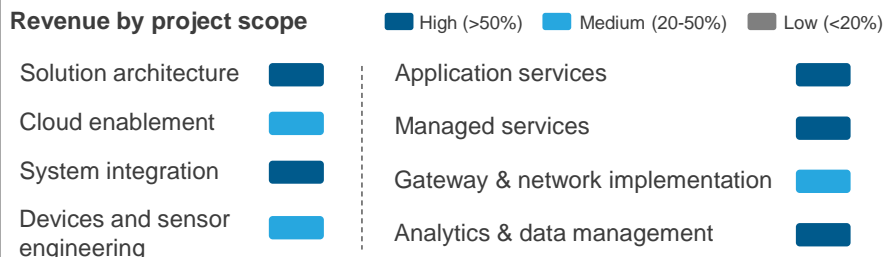 Revenue by project scope
High (>50%)
Medium (20-50%)
Low (<20%)
Solution architecture
Cloud enablement
System integration
Devices and sensor
engineering
Application services
Managed services
Gateway & network implementation
Analytics & data management